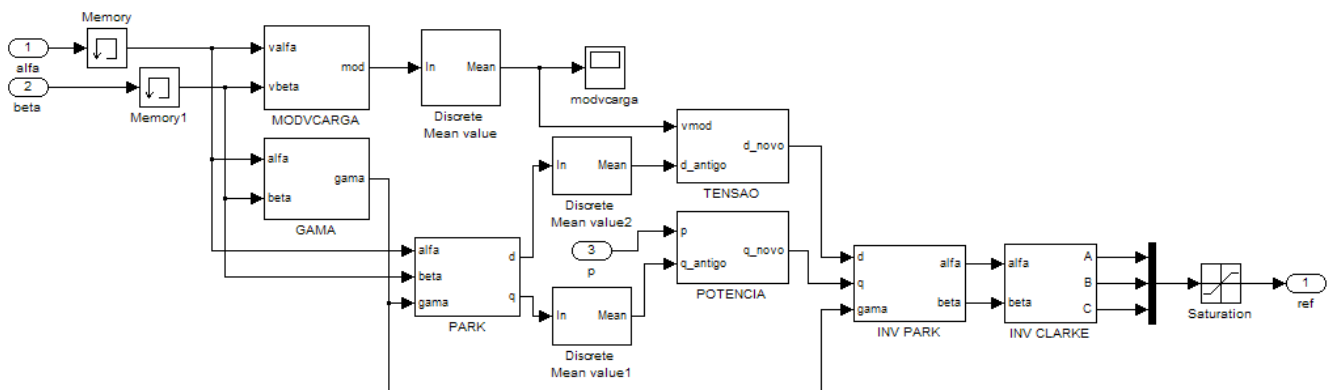 Memory
1
alfa
2
beta
Memory1
valfa
vbeta
mod
MODVCARGA
In
Mean
Discrete
Mean value
modvcarga
alfa
beta
gama
GAMA
In
Mean
Discrete
Mean value2
vmod
d_antigo
d_novo
TENSAO
3
p
p
q_antigo
q_novo
POTENCIA
alfa
beta
gama
d
q
PARK
In
Mean
Discrete
Mean value1
d
q
gama
alfa
beta
INV PARK
alfa
beta
A
B
C
INV CLARKE
Saturation
1
ref